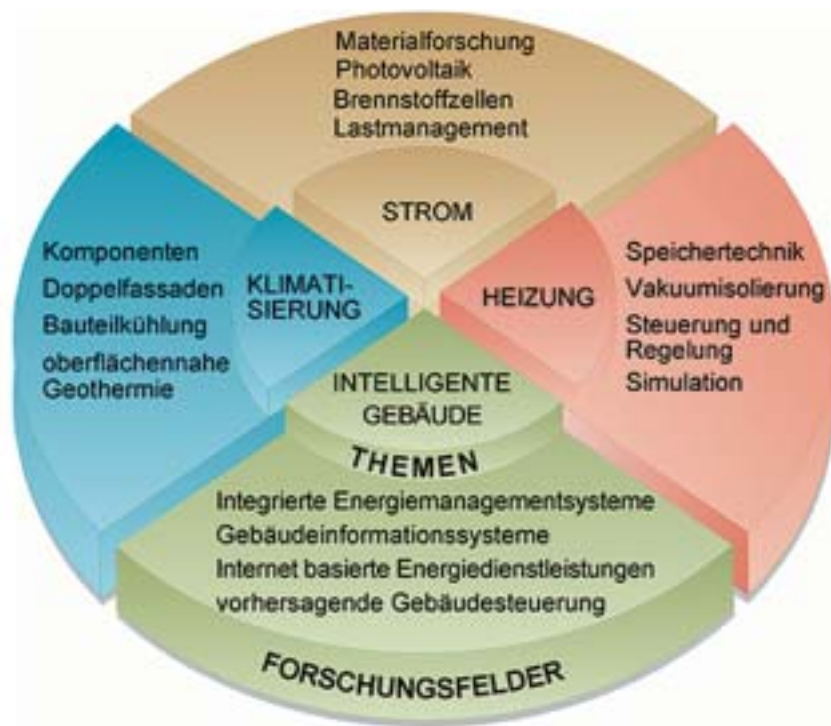 Materialforschung
Photovoltaik
Brennstoffzellen
Lastmanagement
STROM
Komponenten
Doppelfassaden
Bauteilkühlung
oberflächennahe
Geothermie
KLIMATI-
SIERUNG
HEIZUNG
Speichertechnik
Vakuumisolierung
Steuerung und
Regelung
Simulation
INTELLIGENTE
GEBÄUDE
THEMEN
Integrierte Energiemanagementsysteme
Gebäudeinformationssysteme
Internet basierte Energiedienstleistungen
vorhersagende Gebäudesteuerung
FORSCHUNGSFELDER